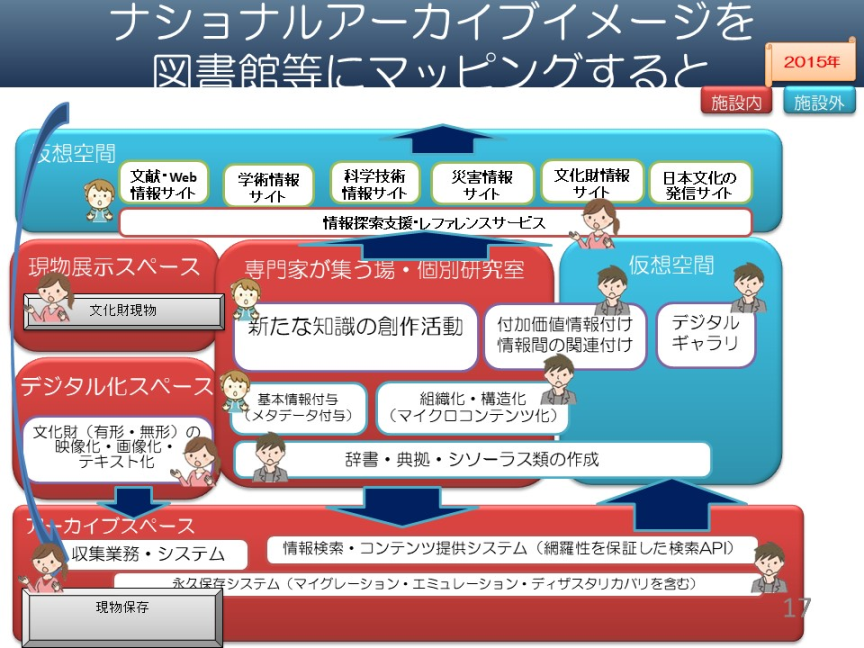 ナショナルアーカイブイメージを
図書館等にマッピングすると
2015年
施設内
施設外
仮想空間
文献・Web
情報サイト
学術情報
サイト
科学技術
情報サイト
災害情報
サイト
文化財情報
サイト
日本文化の
発信サイト
情報探索支援・レファレンスサービス
現物展示スペース
文化財現物
専門家が集う場・個別研究室
仮想空間
新たな知識の創作活動
付加価値情報付け
情報間の関連付け
デジタル
ギャラリ
デジタル化スペース
文化財（有形・無形）の
映像化・画像化・
テキスト化
基本情報付与
（メタデータ付与）
組織化・構造化
（マイクロコンテンツ化）
辞書・典拠・シソーラス類の作成
アーカイブスペース
収集業務・システム
情報検索・コンテンツ提供システム（網羅性を保証した検索API）
永久保存システム（マイグレーション・エミュレーション・ディザスタリカバリを含む）
現物保存
17